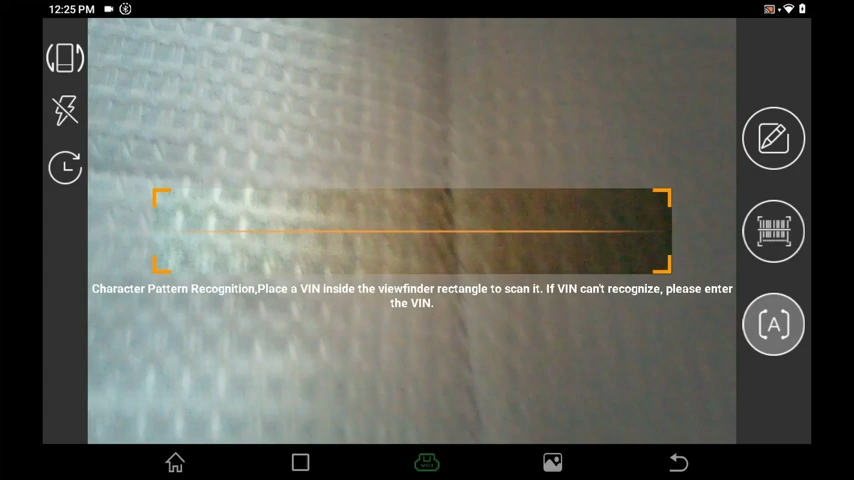 12:25 PM
Character Pattern Recognition,Place a VIN inside the viewfinder rectangle to scan it. If VIN can't recognize, please enter
the VIN.
A
VCI